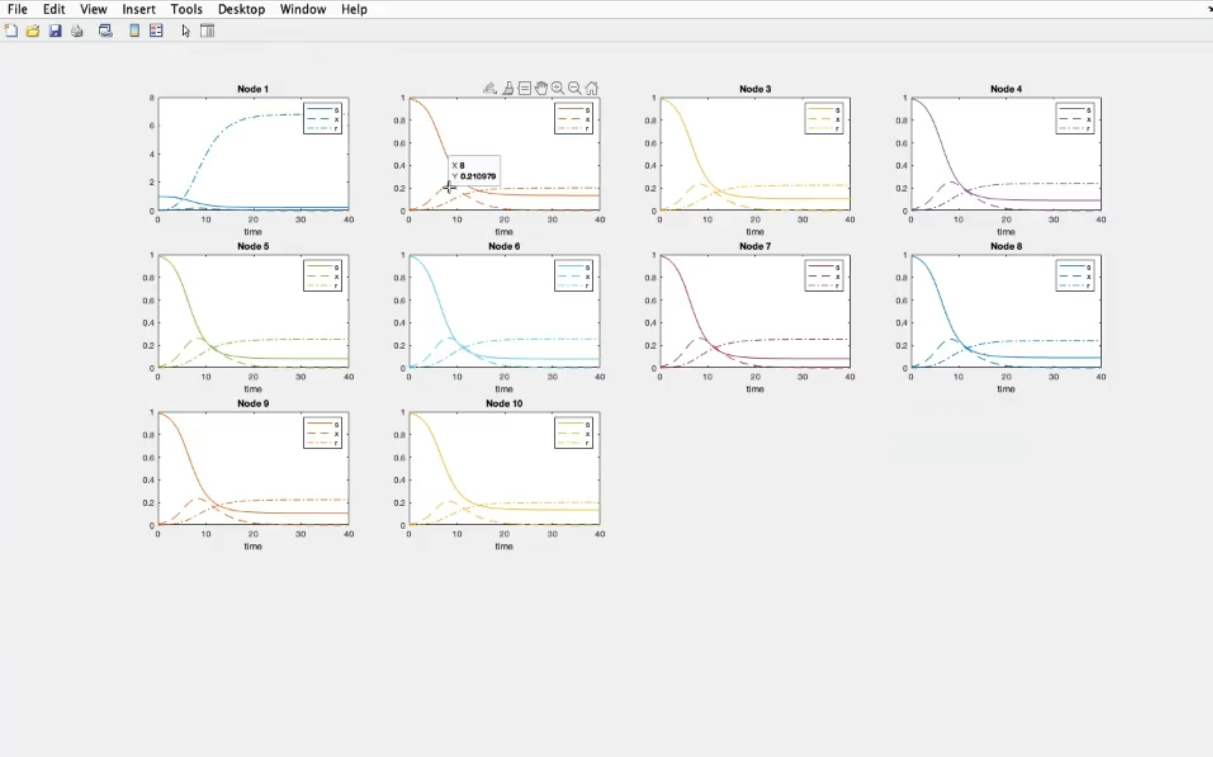 File Edit View Insert Tools Desktop Window Help
Node 1
8
6
4
2
0
0 10 20 30 40
time
s
x
r
1
0.8
0.6
0.4
0.2
0
0 10 20 30 40
time
s
x
r
X 8
Y 0.210979
Node 3
1
0.8
0.6
0.4
0.2
0
0 10 20 30 40
time
s
x
r
Node 4
1
0.8
0.6
0.4
0.2
0
0 10 20 30 40
time
s
x
r
Node 5
1
0.8
0.6
0.4
0.2
0
0 10 20 30 40
time
s
x
r
Node 6
1
0.8
0.6
0.4
0.2
0
0 10 20 30 40
time
s
x
r
Node 7
1
0.8
0.6
0.4
0.2
0
0 10 20 30 40
time
s
x
r
Node 8
1
0.8
0.6
0.4
0.2
0
0 10 20 30 40
time
s
x
r
Node 9
1
0.8
0.6
0.4
0.2
0
0 10 20 30 40
time
s
x
r
Node 10
1
0.8
0.6
0.4
0.2
0
0 10 20 30 40
time
s
x
r